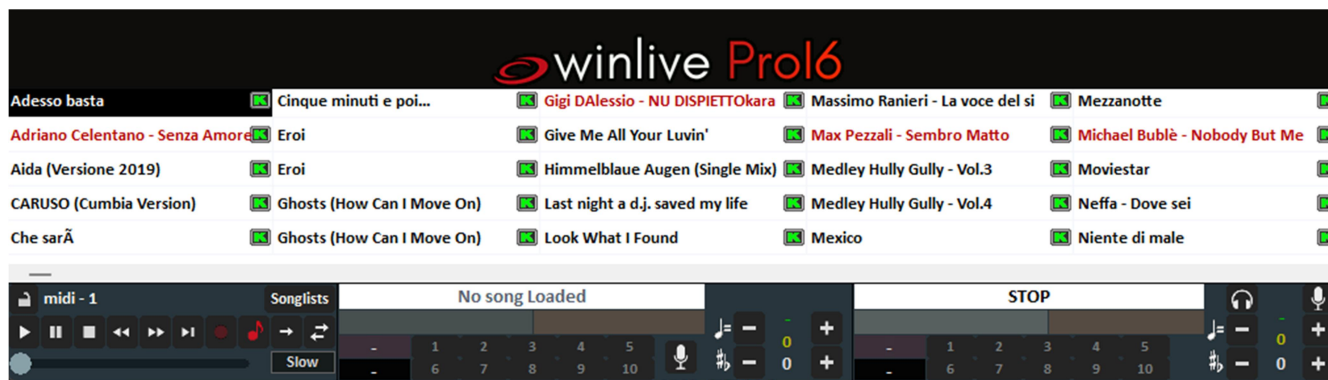 winlive Pro16
Adesso basta K Cinque minuti e poi... K Gigi DAlessio - NU DISPIETTOkara K Massimo Ranieri - La voce del si K Mezzanotte
Adriano Celentano - Senza Amore K Eroi K Give Me All Your Luvin' K Max Pezzali - Sembro Matto K Michael Bublè - Nobody But Me
Aida (Versione 2019) K Eroi K Himmelblaue Augen (Single Mix) K Medley Hully Gully - Vol.3 K Moviestar
CARUSO (Cumbia Version) K Ghosts (How Can I Move On) K Last night a d.j. saved my life K Medley Hully Gully - Vol.4 K Neffa - Dove sei
Che sarÃ K Ghosts (How Can I Move On) K Look What I Found K Mexico K Niente di male
midi - 1 Songlists No song Loaded STOP
- 1 2 3 4 5 = - - + - 1 2 3 4 5 = - - +
0 0
Slow - 6 7 8 9 10 #b - 0 + - 6 7 8 9 10 #b - 0 +